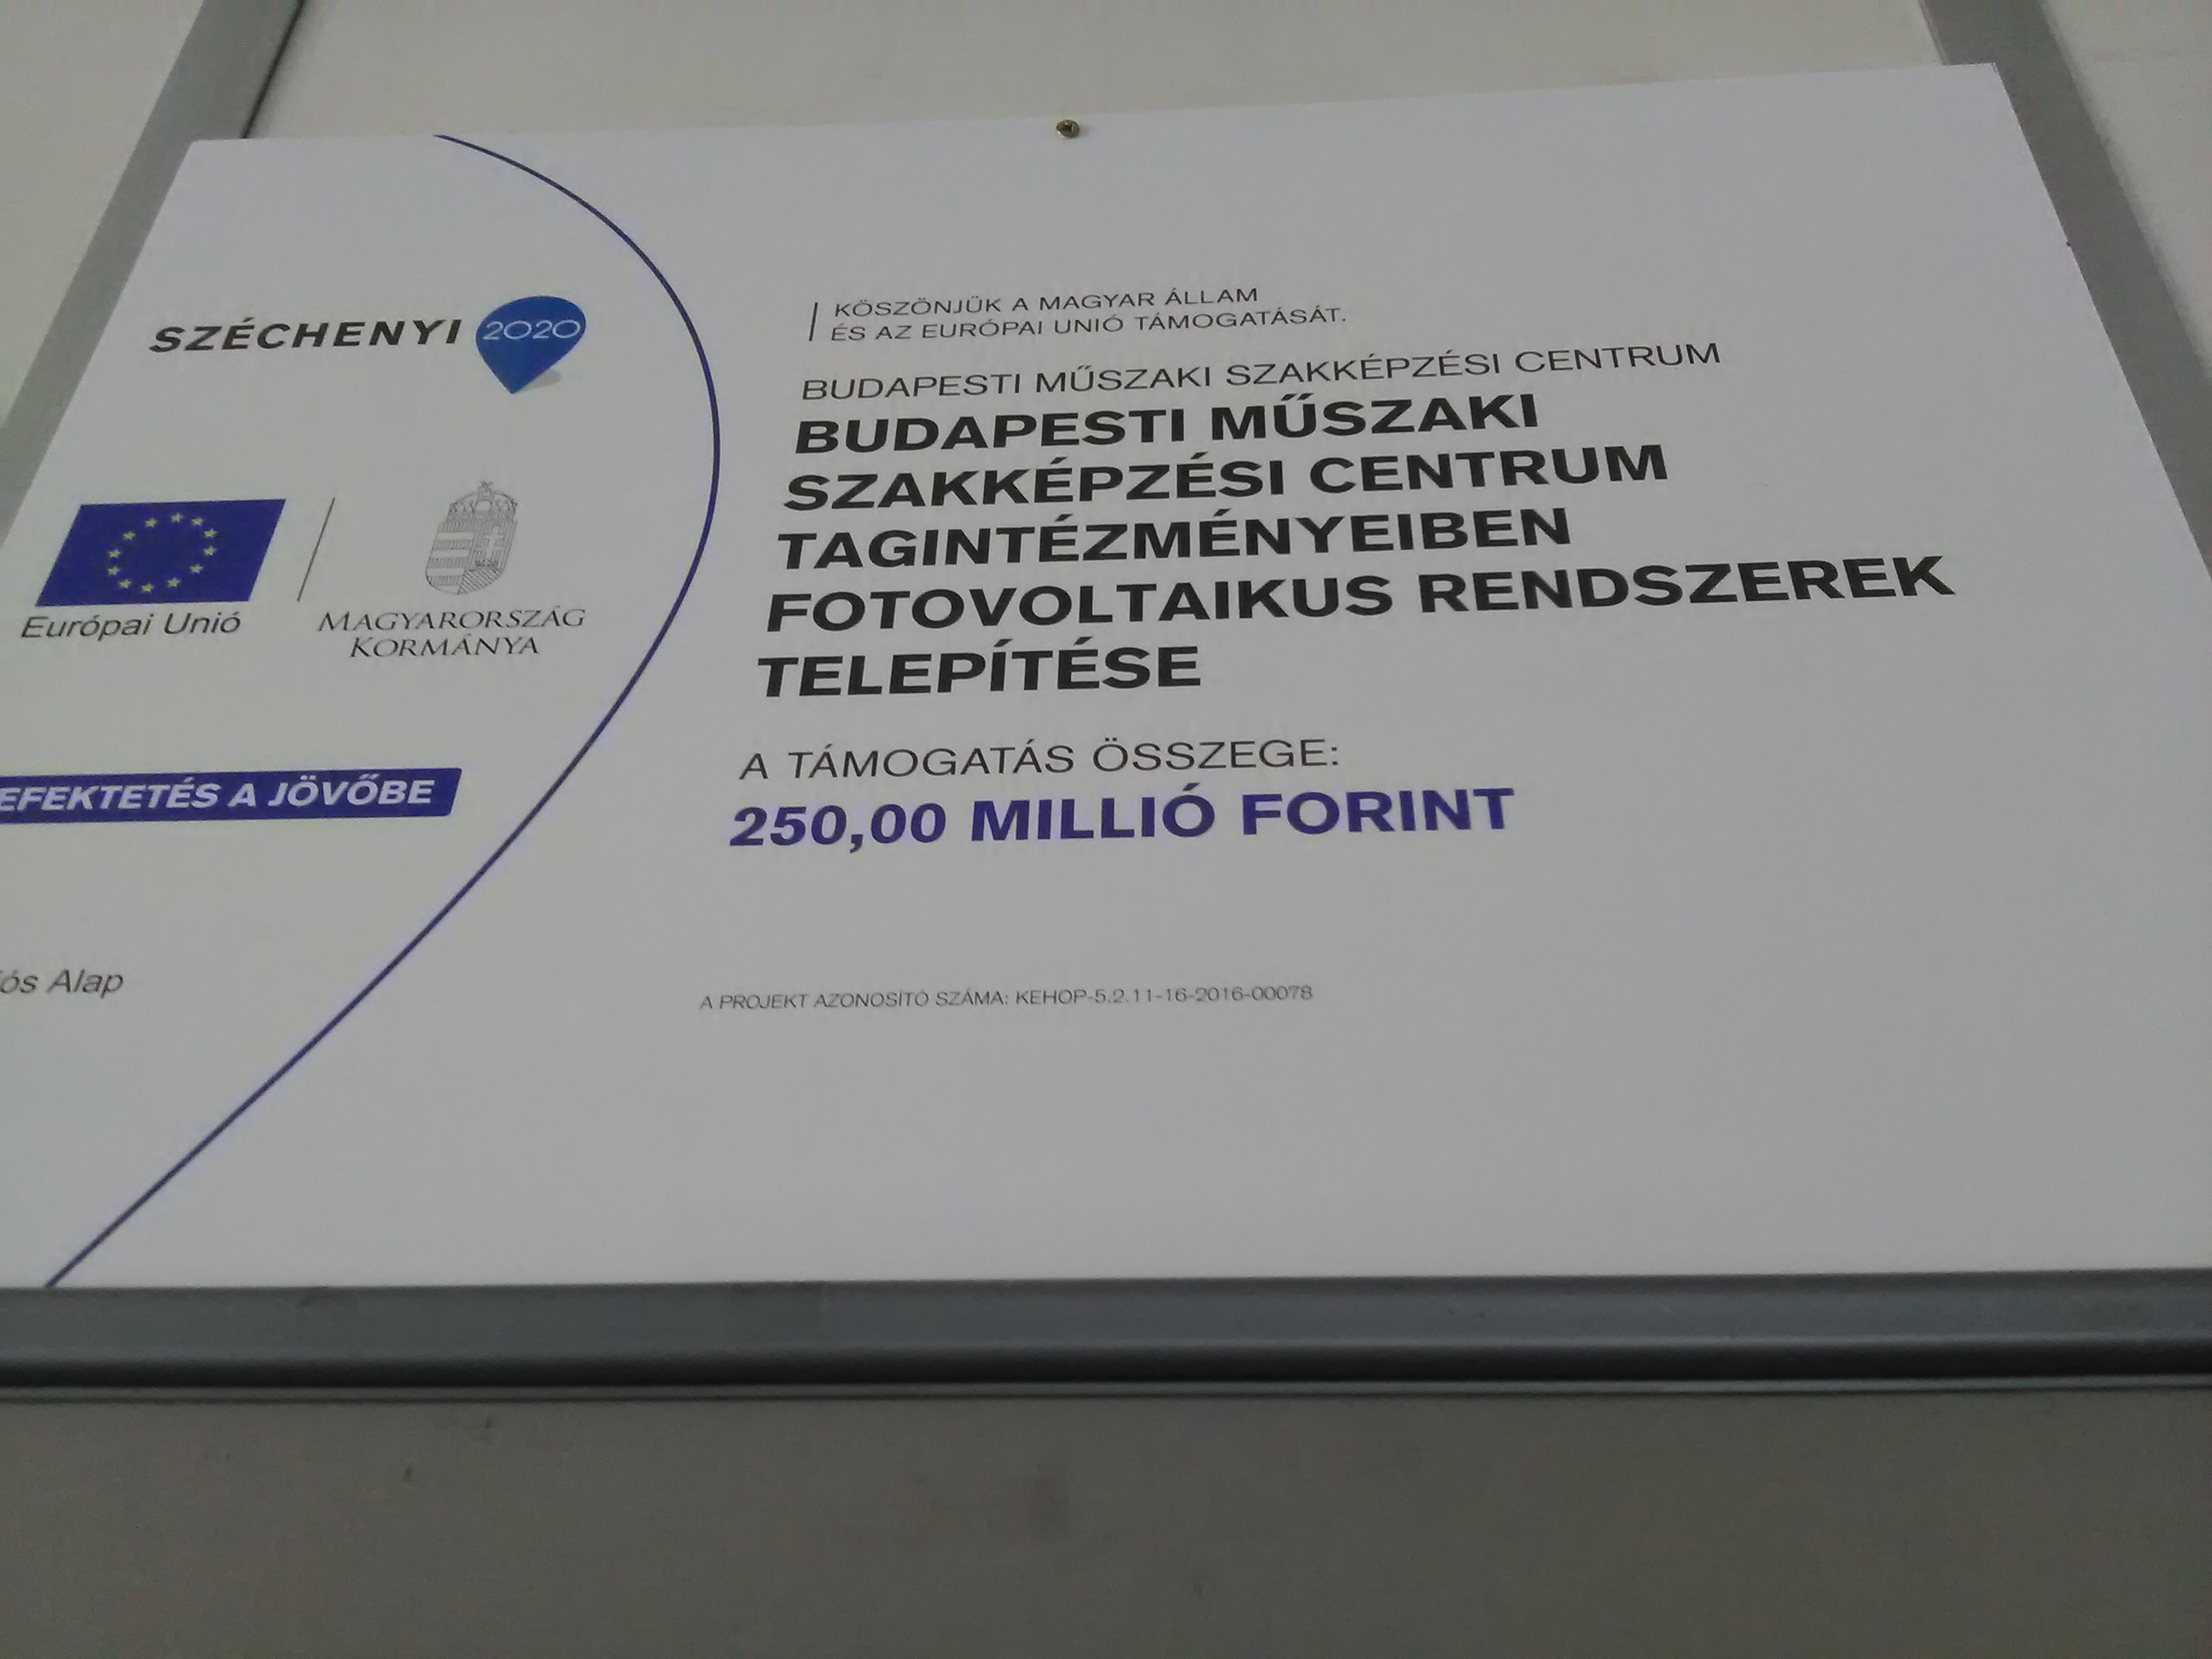 SZÉCHENYI 2020
Európai Unió
MAGYARORSZÁG
KORMÁNYA
EFEKTETÉS A JÖVŐBE
ós Alap
KÖSZÖNJÜK A MAGYAR ÁLLAM
ÉS AZ EURÓPAI UNIÓ TÁMOGATÁSÁT.
BUDAPESTI MŰSZAKI SZAKKÉPZÉSI CENTRUM
BUDAPESTI MŰSZAKI
SZAKKÉPZÉSI CENTRUM
TAGINTÉZMÉNYEIBEN
FOTOVOLTAIKUS RENDSZEREK
TELEPÍTÉSE
A TÁMOGATÁS ÖSSZEGE:
250,00 MILLIÓ FORINT
A PROJEKT AZONOSÍTÓ SZÁMA: KEHOP-5.2.11-16-2016-00078